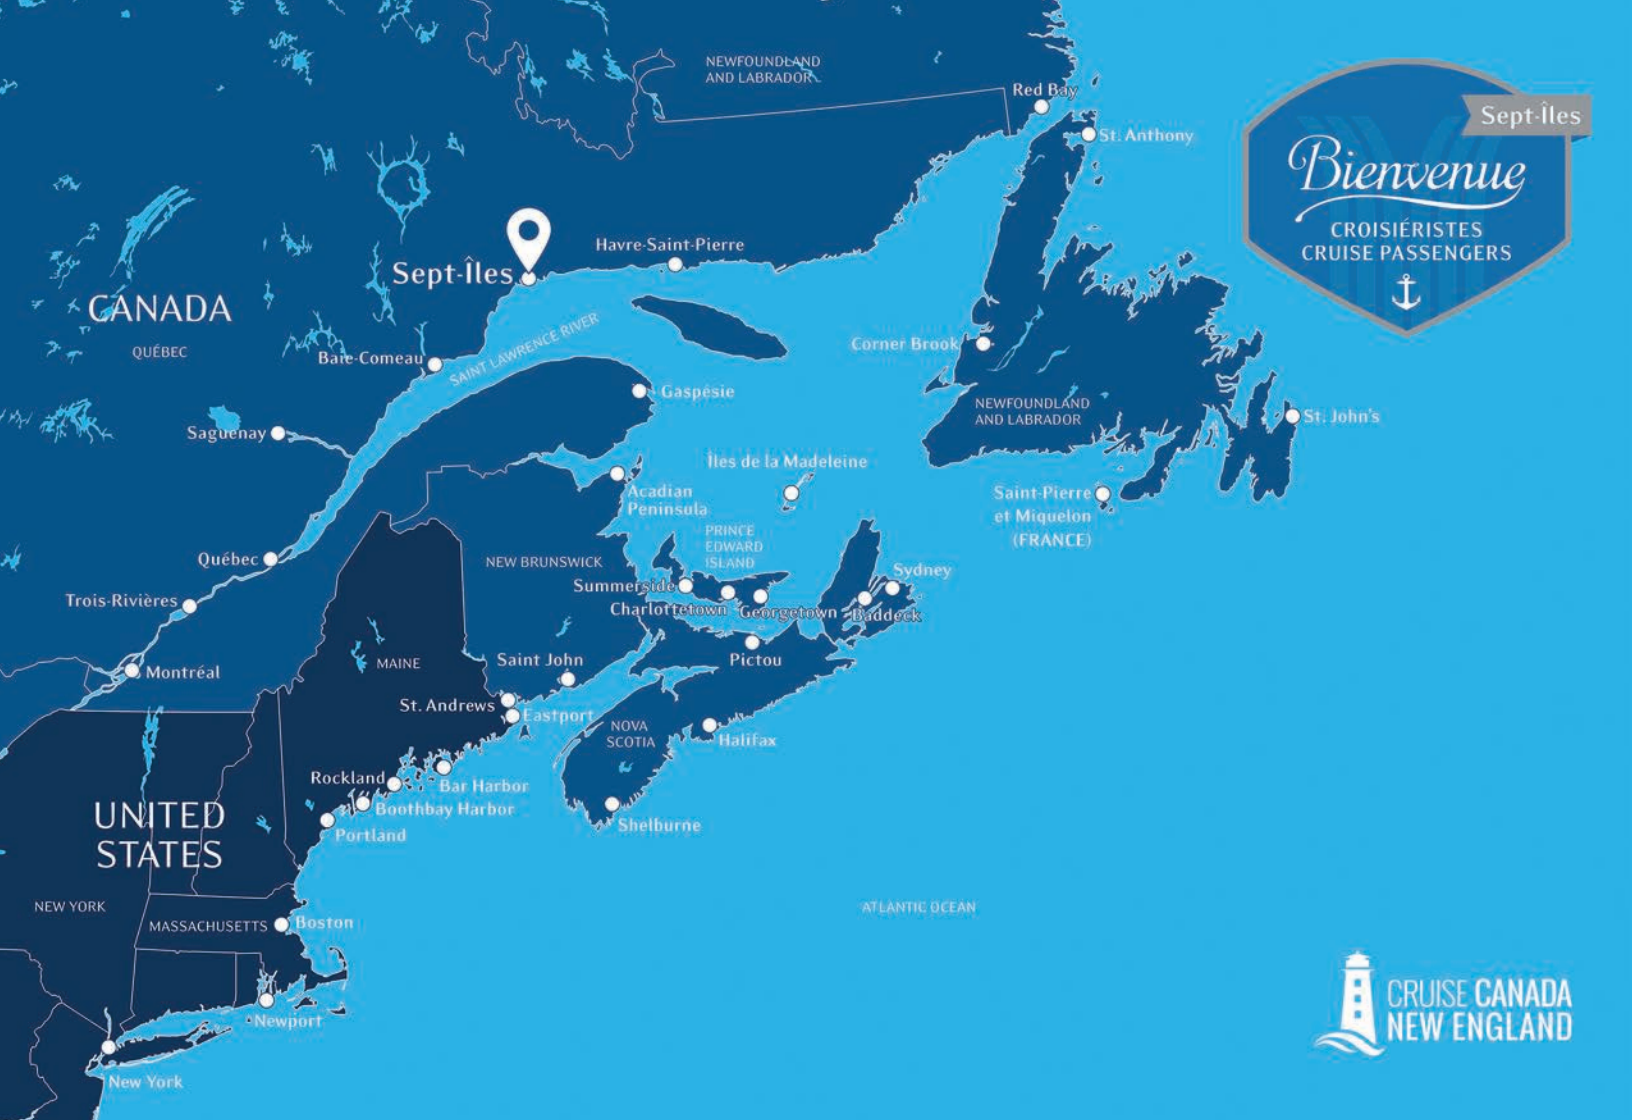 NEWFOUNDLAND
AND LABRADOR
Red Bay
St. Anthony
Sept-Îles
Bienvenue
CROISIÉRISTES
CRUISE PASSENGERS
Havre-Saint-Pierre
Sept-Îles
CANADA
QUÉBEC
SAINT LAWRENCE RIVER
Baie-Comeau
Corner Brook
Gaspésie
NEWFOUNDLAND
AND LABRADOR
St. John's
Saguenay
Îles de la Madeleine
Acadian
Peninsula
Saint-Pierre
et Miquelon
(FRANCE)
PRINCE
EDWARD
ISLAND
Québec
NEW BRUNSWICK
Sydney
Summerside
Trois-Rivières
Charlottetown
Georgetown
Baddeck
Montréal
MAINE
Saint John
Pictou
St. Andrews
Eastport
NOVA
SCOTIA
Halifax
Rockland
Bar Harbor
Boothbay Harbor
Portland
Shelburne
UNITED
STATES
NEW YORK
MASSACHUSETTS
Boston
ATLANTIC OCEAN
Newport
New York
CRUISE CANADA
NEW ENGLAND